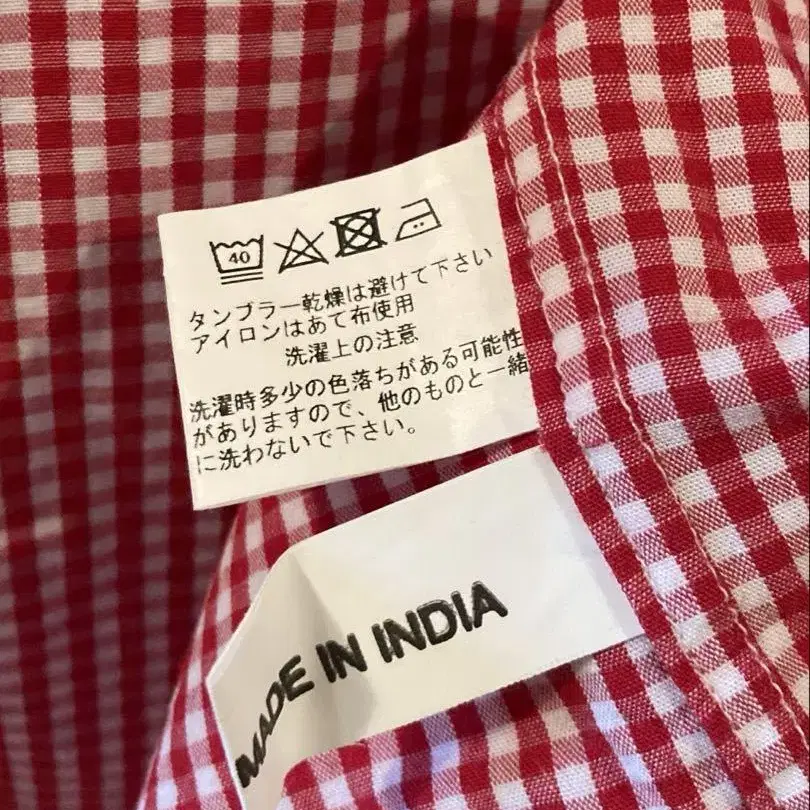 40
タンブラー乾燥は避けて下さい
アイロンはあて布使用
洗濯上の注意
洗濯時多少の色落ちがある可能性
がありますので、他のものと一緒
に洗わないで下さい。
MADE IN INDIA